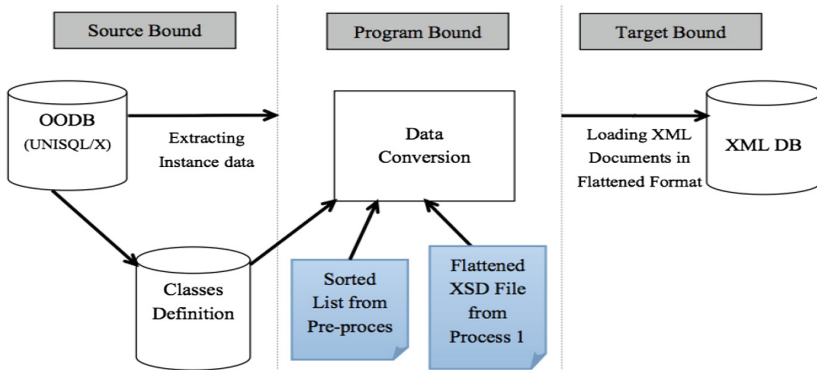 Source Bound
Program Bound
Target Bound
OODB
(UNISQL/X)
Extracting
Instance data
Data
Conversion
Loading XML
Documents in
Flattened Format
XML DB
Classes
Definition
Sorted
List from
Pre-proces
Flattened
XSD File
from
Process 1